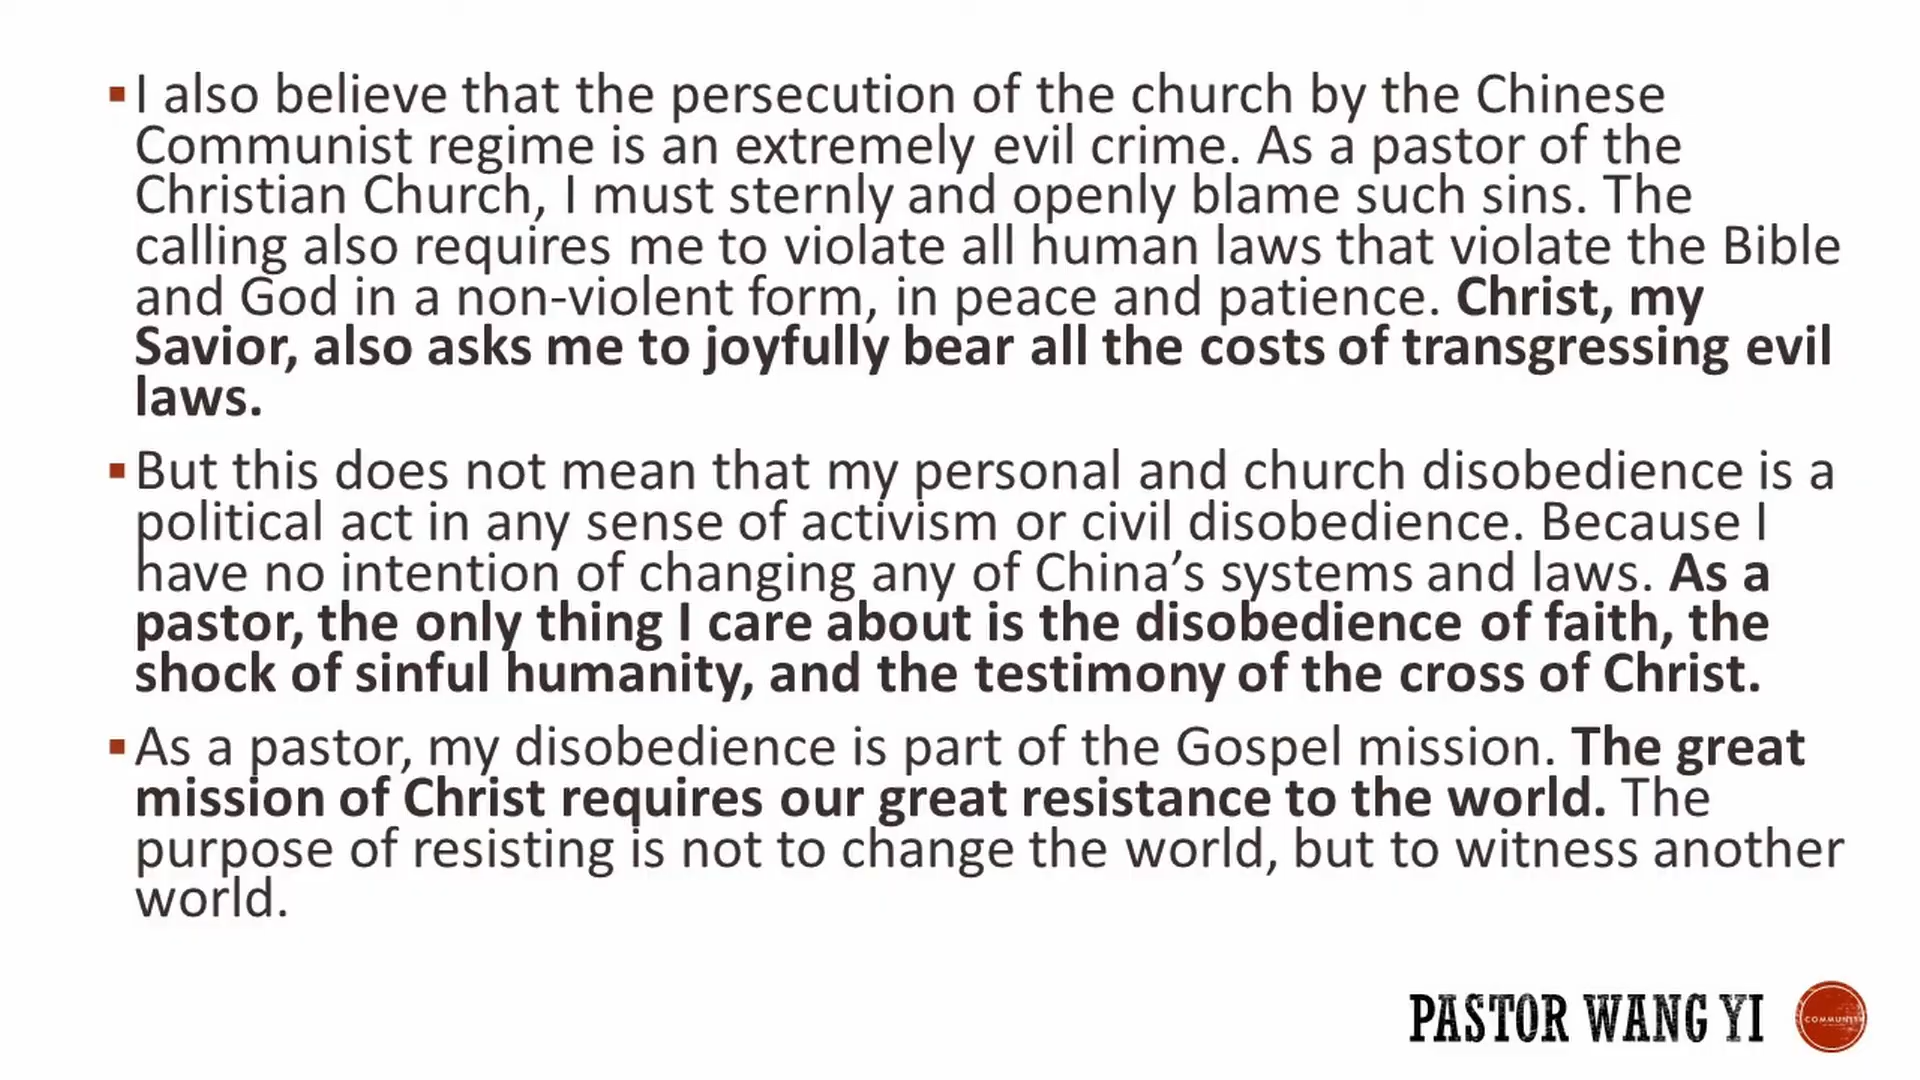 ▪I also believe that the persecution of the church by the Chinese
Communist regime is an extremely evil crime. As a pastor of the
Christian Church, I must sternly and openly blame such sins. The
calling also requires me to violate all human laws that violate the Bible
and God in a non-violent form, in peace and patience. Christ, my
Savior, also asks me to joyfully bear all the costs of transgressing evil
laws.
▪But this does not mean that my personal and church disobedience is a
political act in any sense of activism or civil disobedience. Because I
have no intention of changing any of China’s systems and laws. As a
pastor, the only thing I care about is the disobedience of faith, the
shock of sinful humanity, and the testimony of the cross of Christ.
▪As a pastor, my disobedience is part of the Gospel mission. The great
mission of Christ requires our great resistance to the world. The
purpose of resisting is not to change the world, but to witness another
world.
PASTOR WANG YI
COMMUNITY